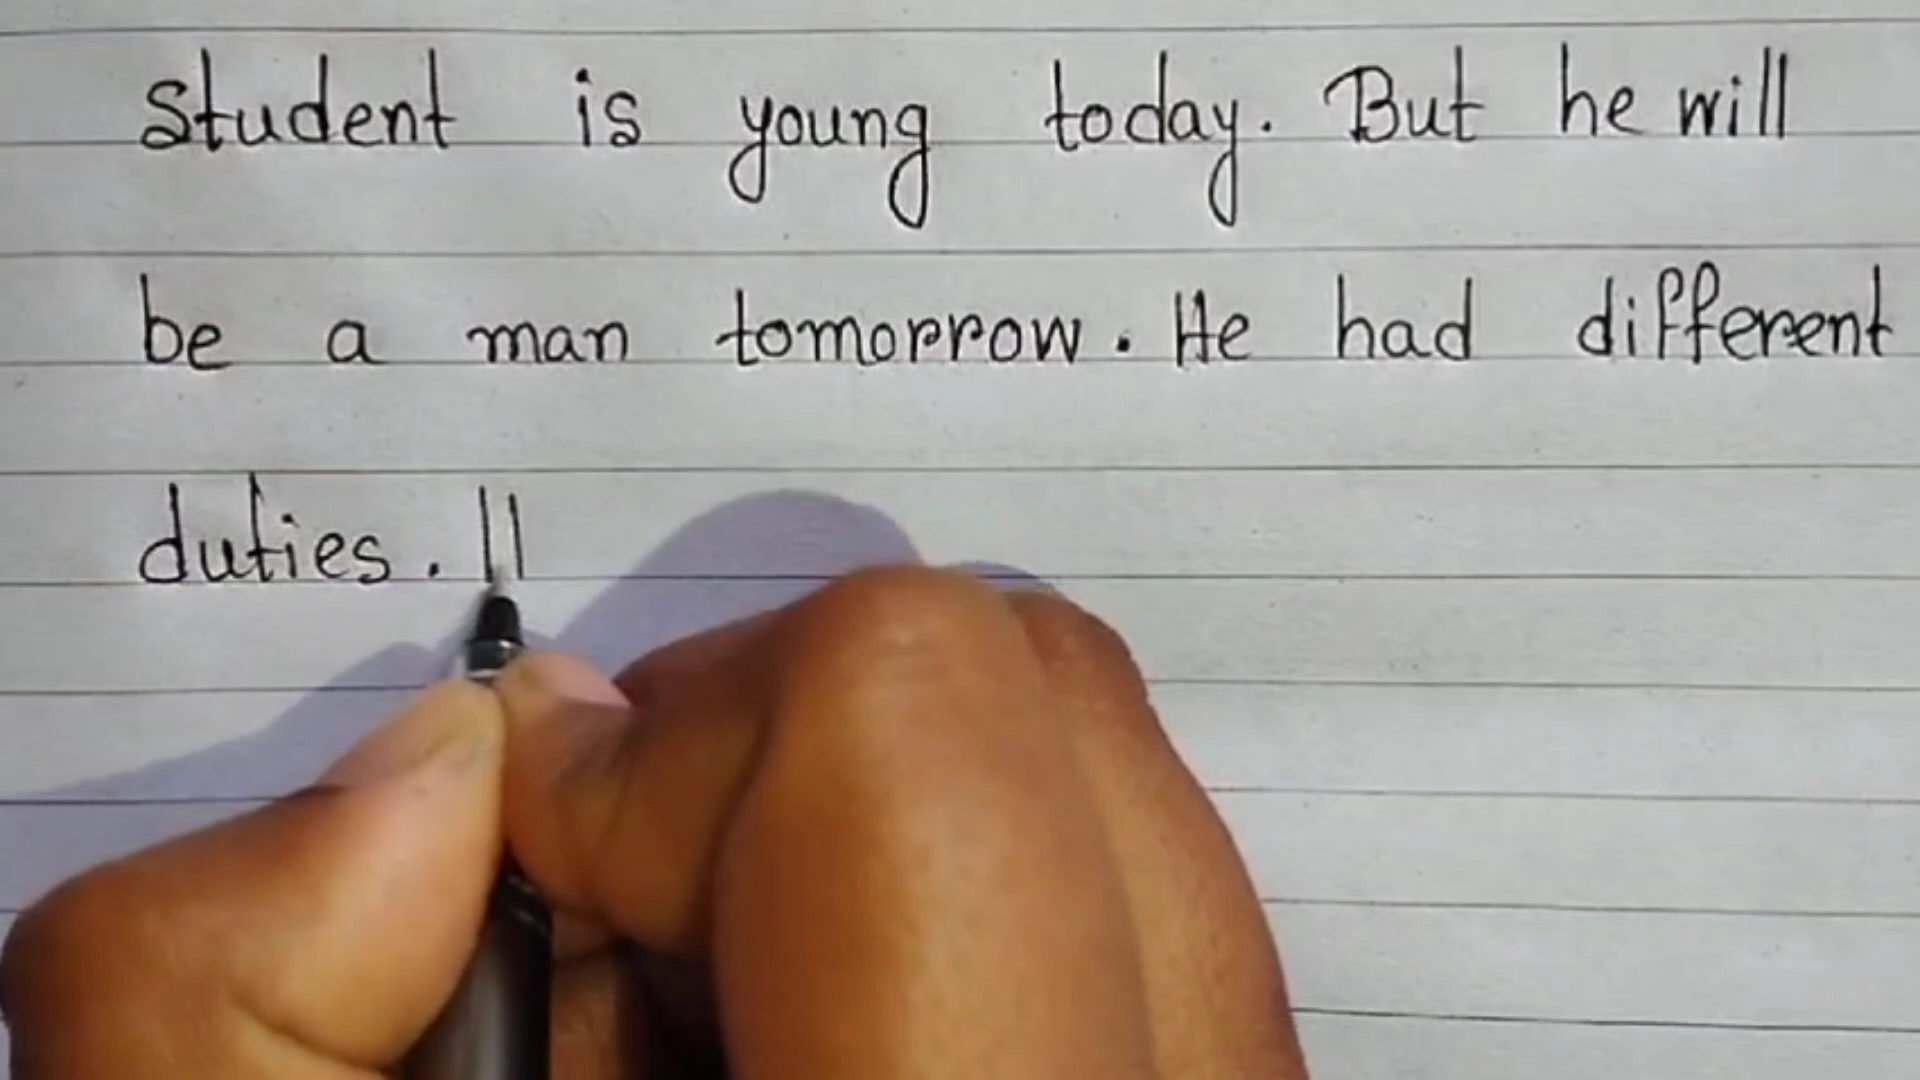 Student is young today. But he will
be a man tomorrow. He had different
duties.